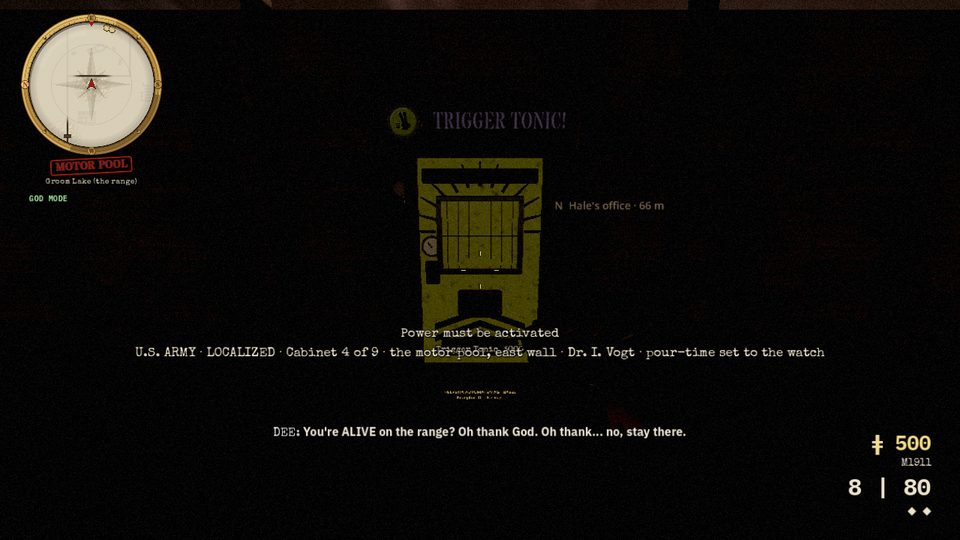 TRIGGER TONIC!
MOTOR POOL
Groom Lake (the range)
GOD MODE
N Hale's office · 66 m
Power must be activated
U.S. ARMY · LOCALIZED · Cabinet 4 of 9 · the motor pool, east wall · Dr. I. Vogt · pour-time set to the watch
DEE: You're ALIVE on the range? Oh thank God. Oh thank... no, stay there.
500
M1911
8 | 80